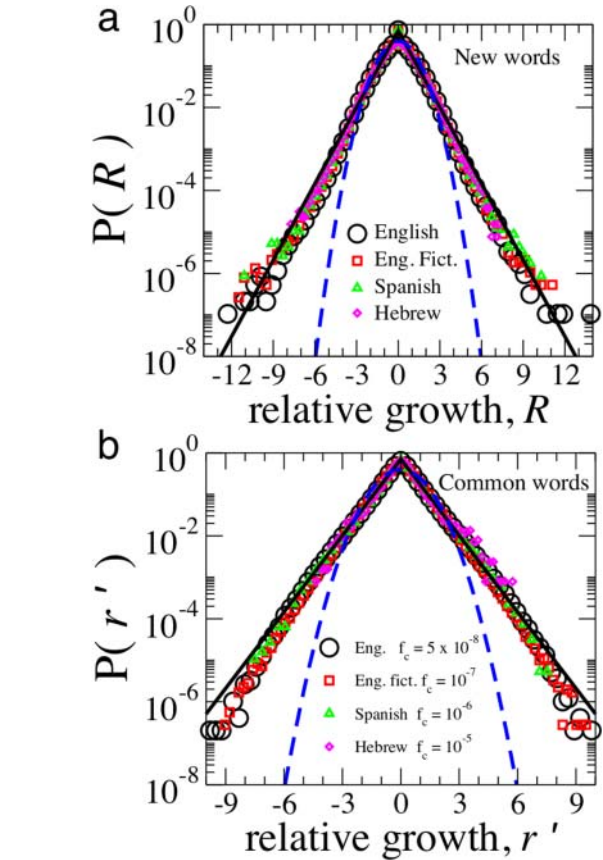 a
New words
P( R )
10^0
10^-2
10^-4
10^-6
10^-8
English
Eng. Fict.
Spanish
Hebrew
-12 -9 -6 -3 0 3 6 9 12
relative growth, R
b
Common words
P( r ' )
10^0
10^-2
10^-4
10^-6
10^-8
Eng. f_c = 5 x 10^-8
Eng. fict. f_c = 10^-7
Spanish f_c = 10^-6
Hebrew f_c = 10^-5
-9 -6 -3 0 3 6 9
relative growth, r '